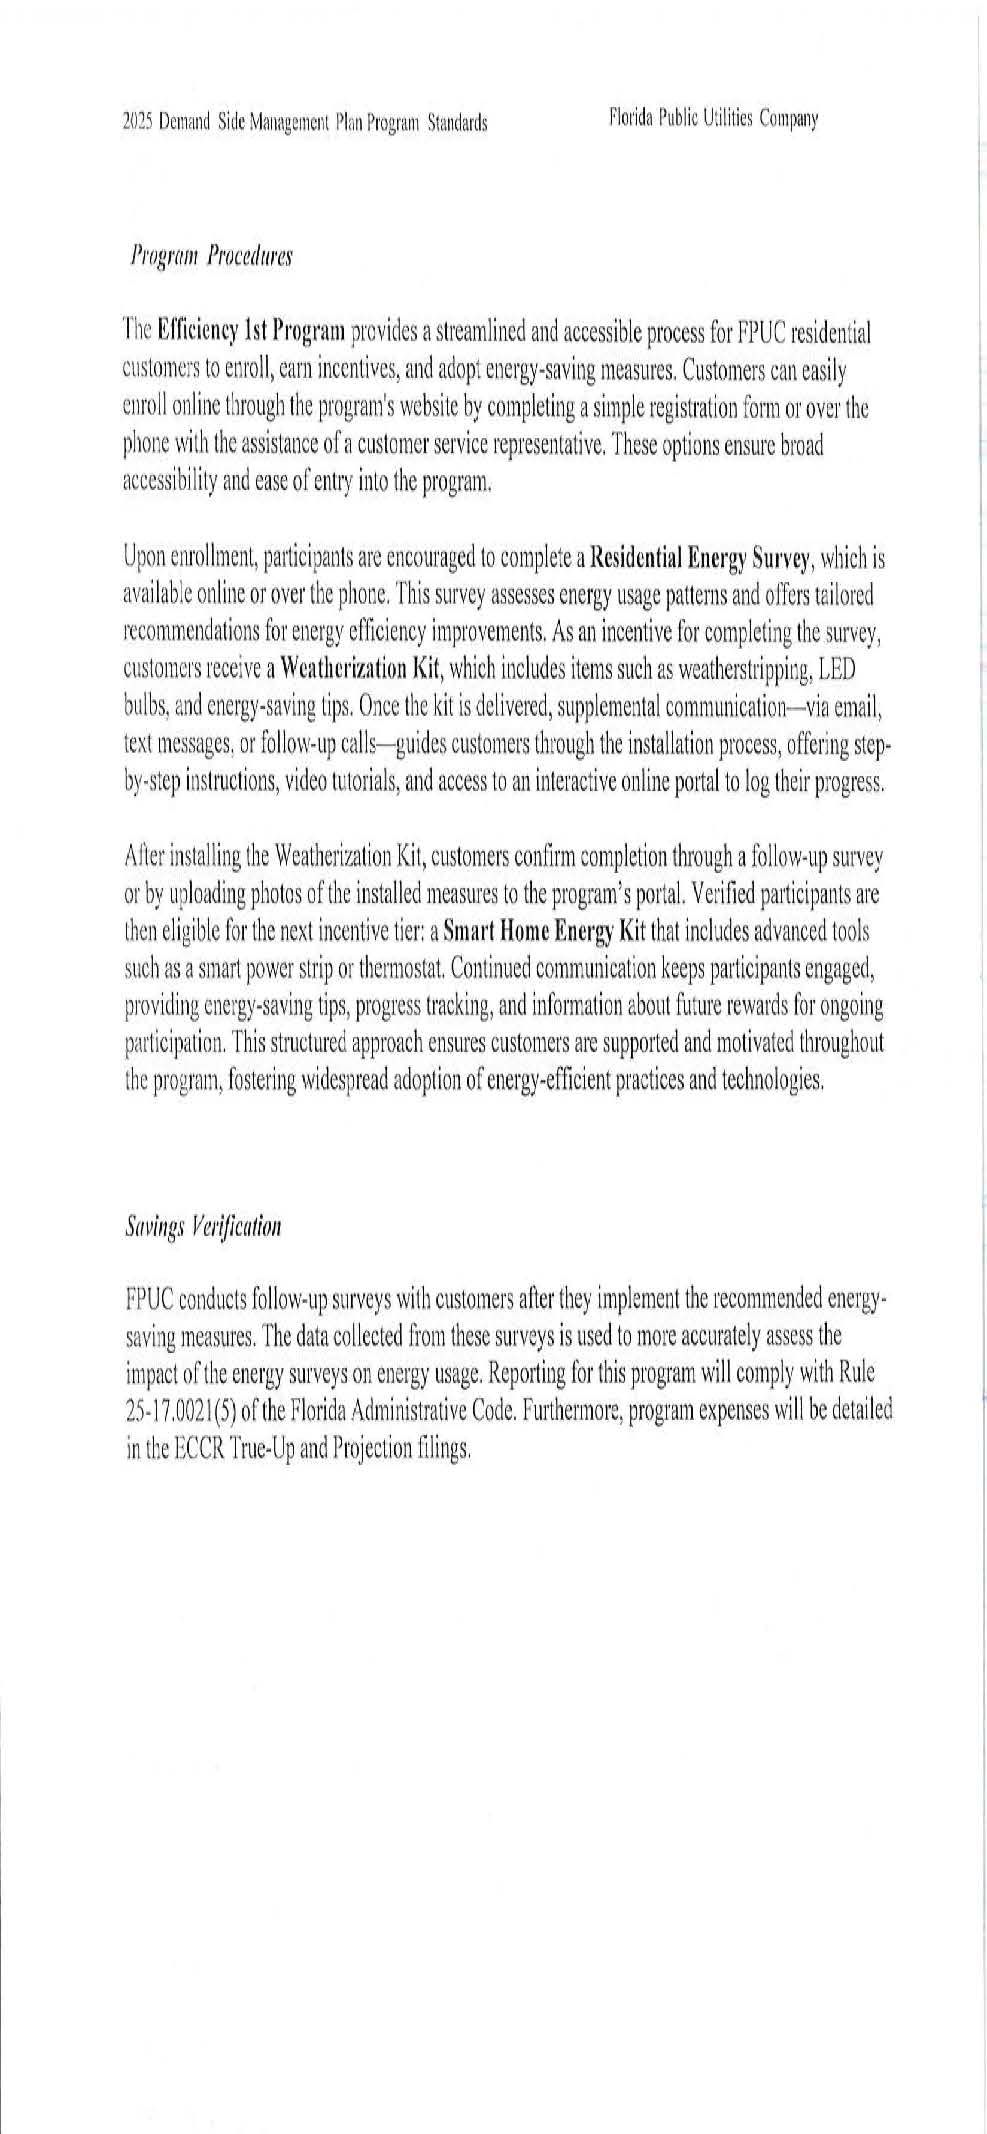 2025 Demand Side Management Plan Program Standards
Florida Public Utilities Company
Program Procedures
The Efficiency 1st Program provides a streamlined and accessible process for FPUC residential
customers to enroll, earn incentives, and adopt energy-saving measures. Customers can easily
enroll online through the program's website by completing a simple registration form or over the
phone with the assistance of a customer service representative. These options ensure broad
accessibility and ease of entry into the program.
Upon enrollment, participants are encouraged to complete a Residential Energy Survey, which is
available online or over the phone. This survey assesses energy usage patterns and offers tailored
recommendations for energy efficiency improvements. As an incentive for completing the survey,
customers receive a Weatherization Kit, which includes items such as weatherstripping, LED
bulbs, and energy-saving tips. Once the kit is delivered, supplemental communication—via email,
text messages, or follow-up calls—guides customers through the installation process, offering step-
by-step instructions, video tutorials, and access to an interactive online portal to log their progress.
After installing the Weatherization Kit, customers confirm completion through a follow-up survey
or by uploading photos of the installed measures to the program's portal. Verified participants are
then eligible for the next incentive tier: a Smart Home Energy Kit that includes advanced tools
such as a smart power strip or thermostat. Continued communication keeps participants engaged,
providing energy-saving tips, progress tracking, and information about future rewards for ongoing
participation. This structured approach ensures customers are supported and motivated throughout
the program, fostering widespread adoption of energy-efficient practices and technologies.
Savings Verification
FPUC conducts follow-up surveys with customers after they implement the recommended energy-
saving measures. The data collected from these surveys is used to more accurately assess the
impact of the energy surveys on energy usage. Reporting for this program will comply with Rule
25-17.0021(5) of the Florida Administrative Code. Furthermore, program expenses will be detailed
in the ECCR True-Up and Projection filings.